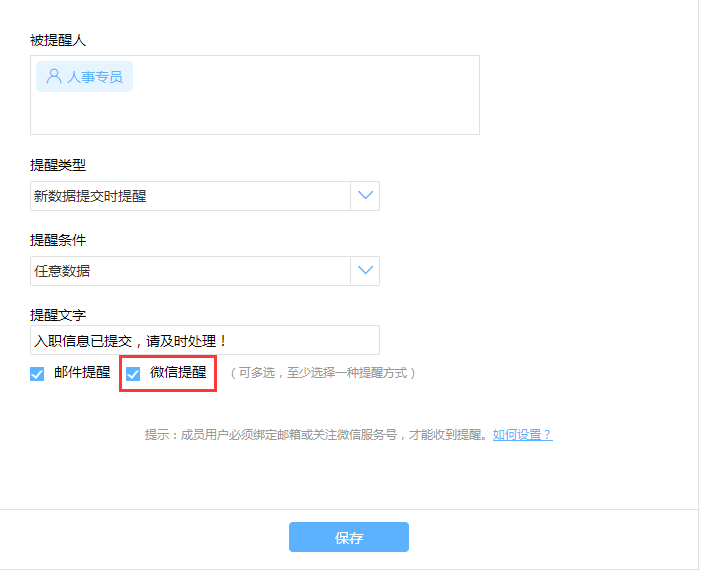 被提醒人
人事专员
提醒类型
新数据提交时提醒
提醒条件
任意数据
提醒文字
入职信息已提交，请及时处理！
邮件提醒 微信提醒 （可多选，至少选择一种提醒方式）
提示：成员用户必须绑定邮箱或关注微信服务号，才能收到提醒。如何设置？
保存